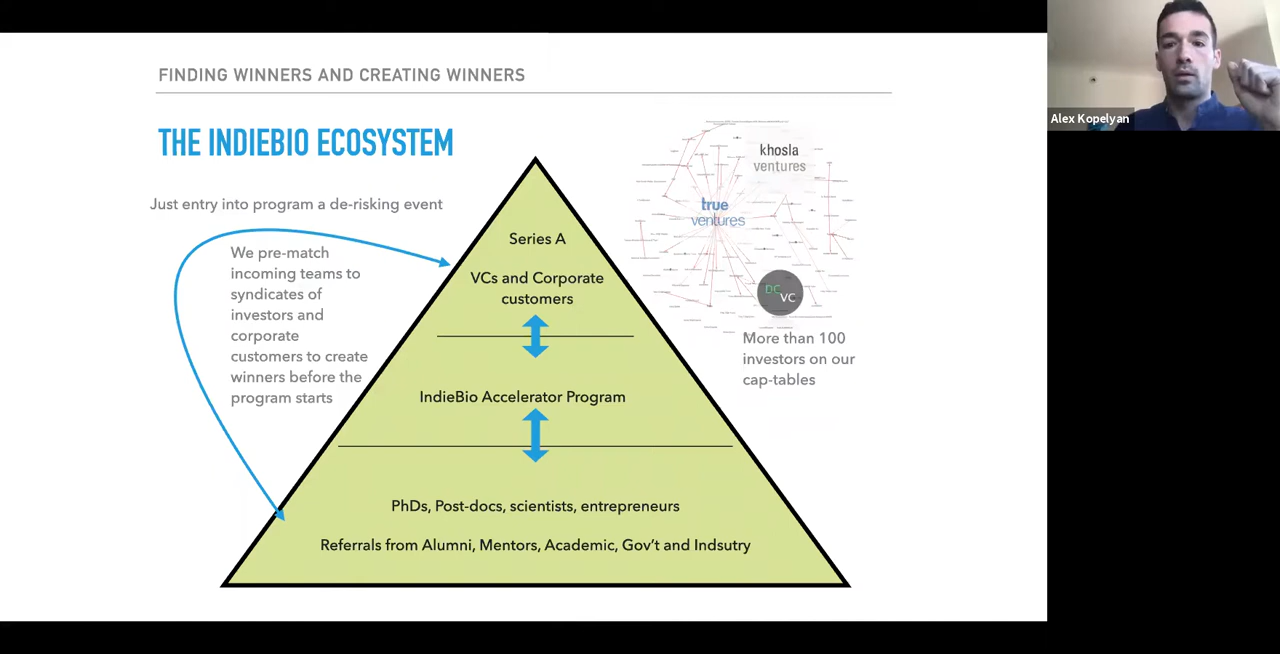 FINDING WINNERS AND CREATING WINNERS
THE INDIEBIO ECOSYSTEM
Just entry into program a de-risking event
We pre-match
incoming teams to
syndicates of
investors and
corporate
customers to create
winners before the
program starts
Series A
VCs and Corporate
customers
IndieBio Accelerator Program
PhDs, Post-docs, scientists, entrepreneurs
Referrals from Alumni, Mentors, Academic, Gov't and Indsutry
khosla
ventures
true
ventures
DC
VC
More than 100
investors on our
cap-tables
Alex Kopelyan